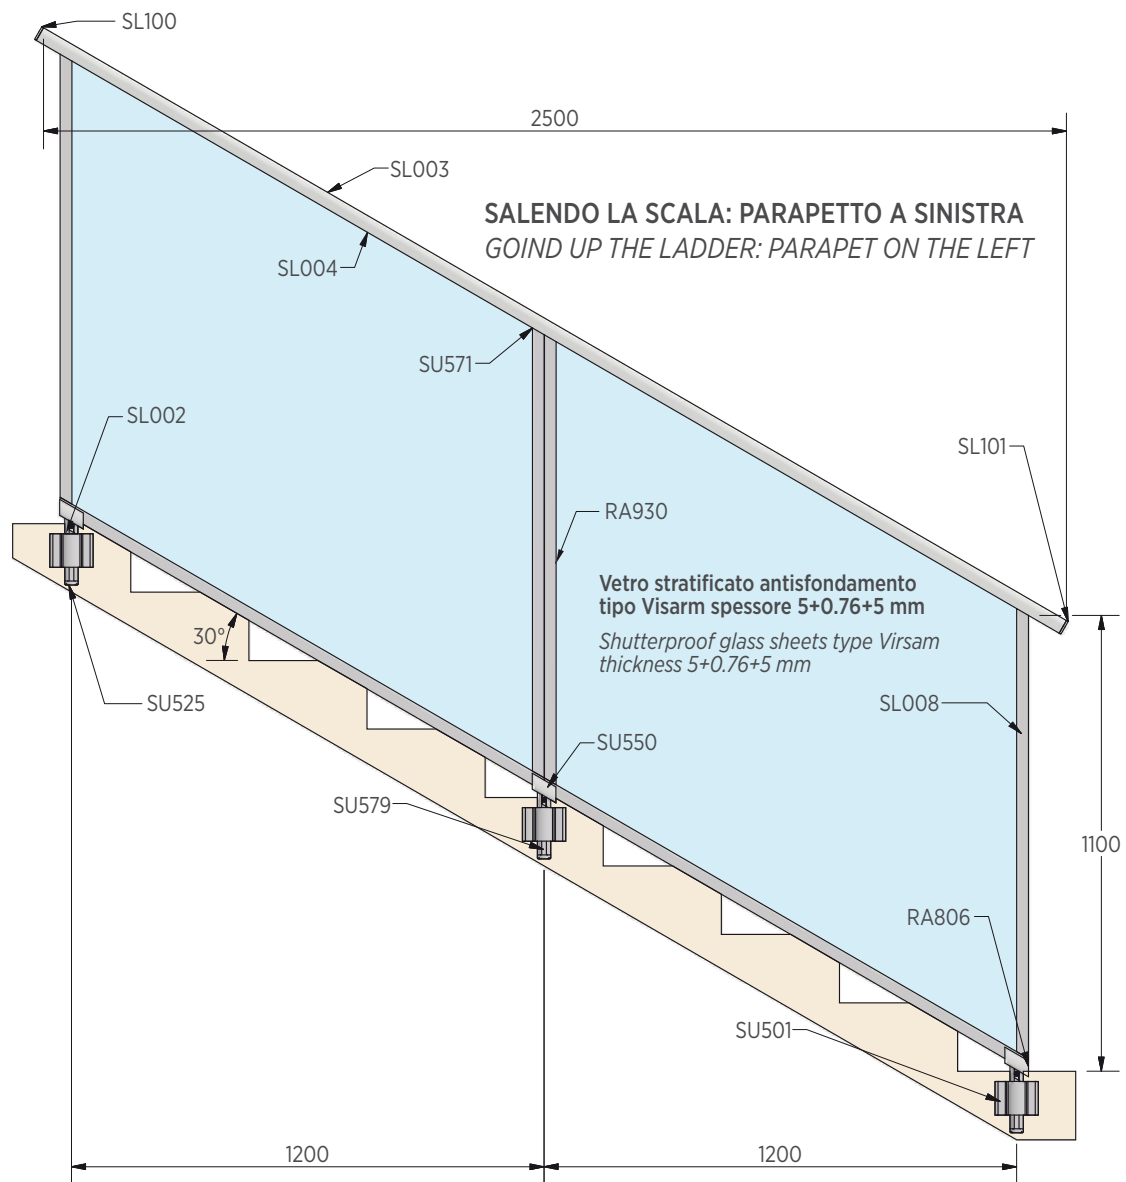 SL100
2500
SL003
SALENDO LA SCALA: PARAPETTO A SINISTRA
GOIND UP THE LADDER: PARAPET ON THE LEFT
SL004
SU571
SL002
SL101
RA930
Vetro stratificato antisfondamento
tipo Visarm spessore 5+0.76+5 mm
Shutterproof glass sheets type Virsam
thickness 5+0.76+5 mm
30°
SU525
SL008
SU550
SU579
1100
RA806
SU501
1200
1200